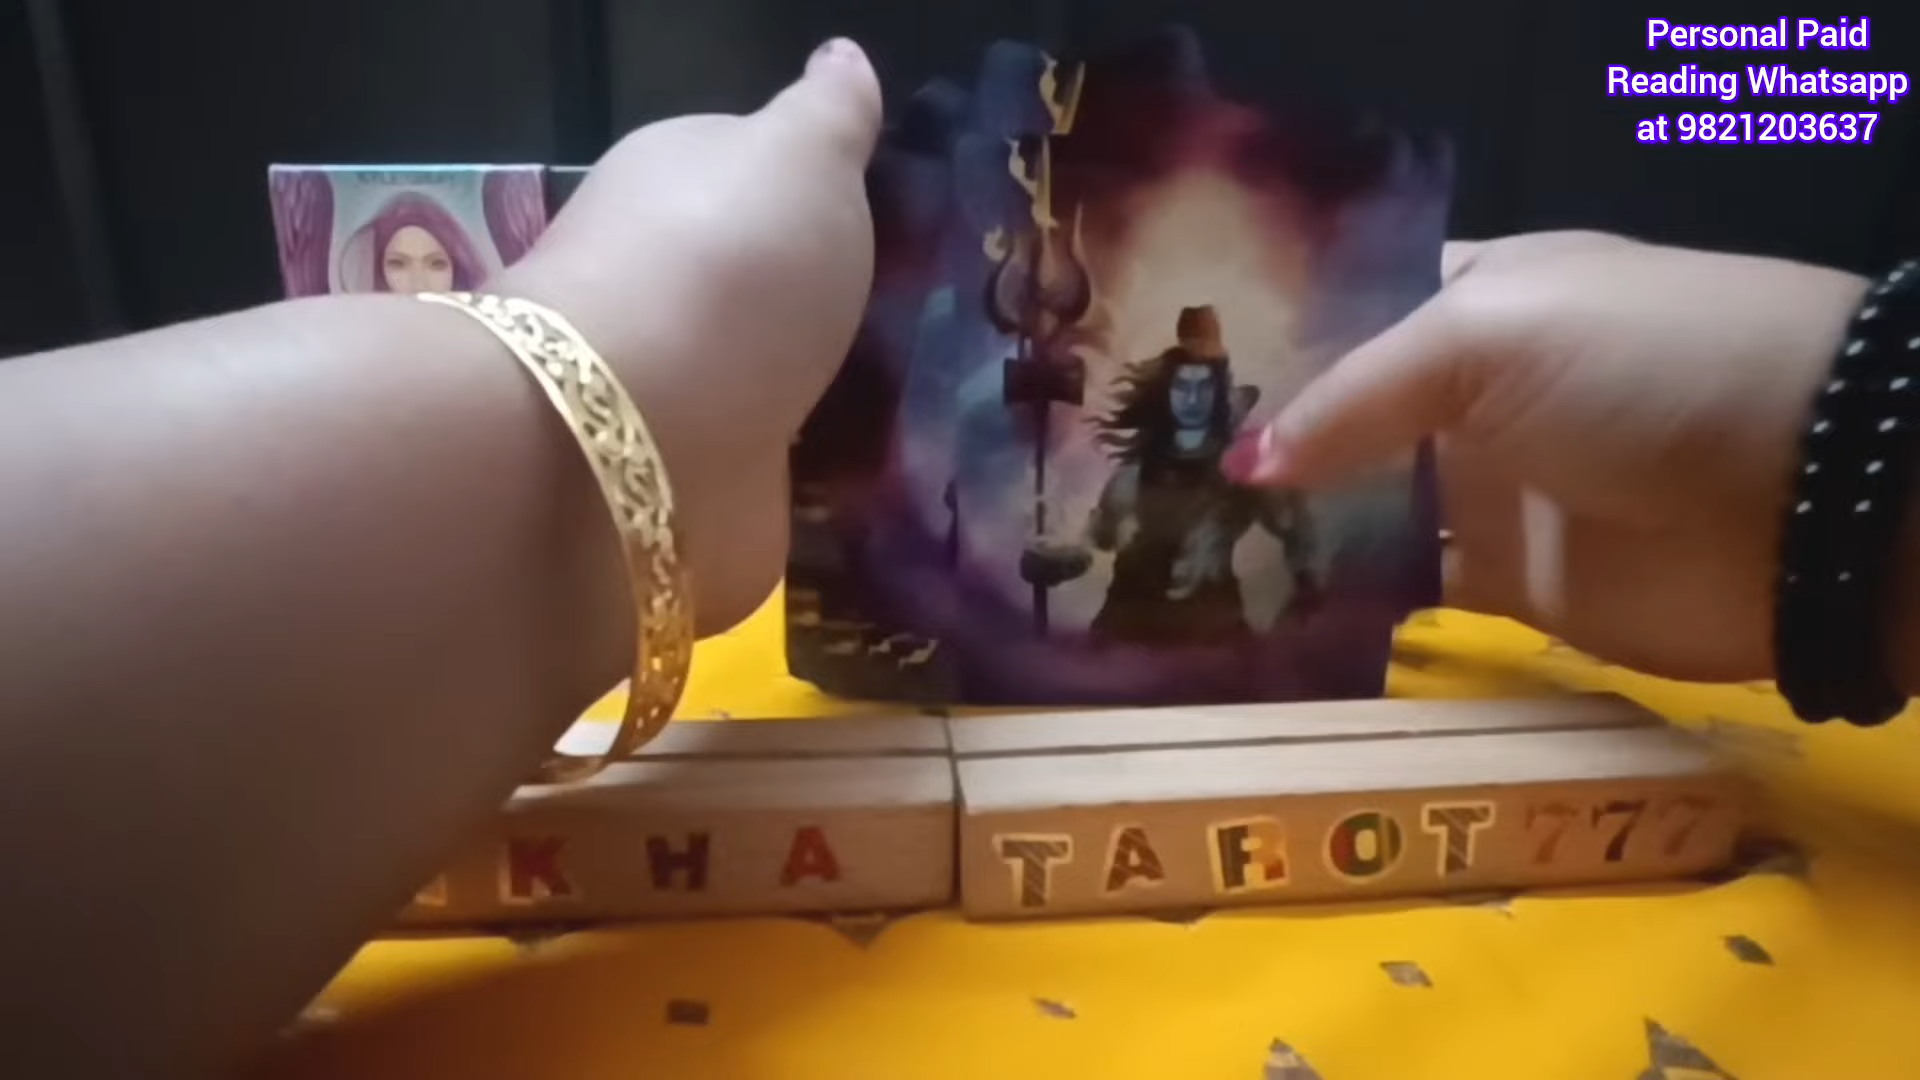 Personal Paid
Reading Whatsapp
at 9821203637
KHA TAROT 777